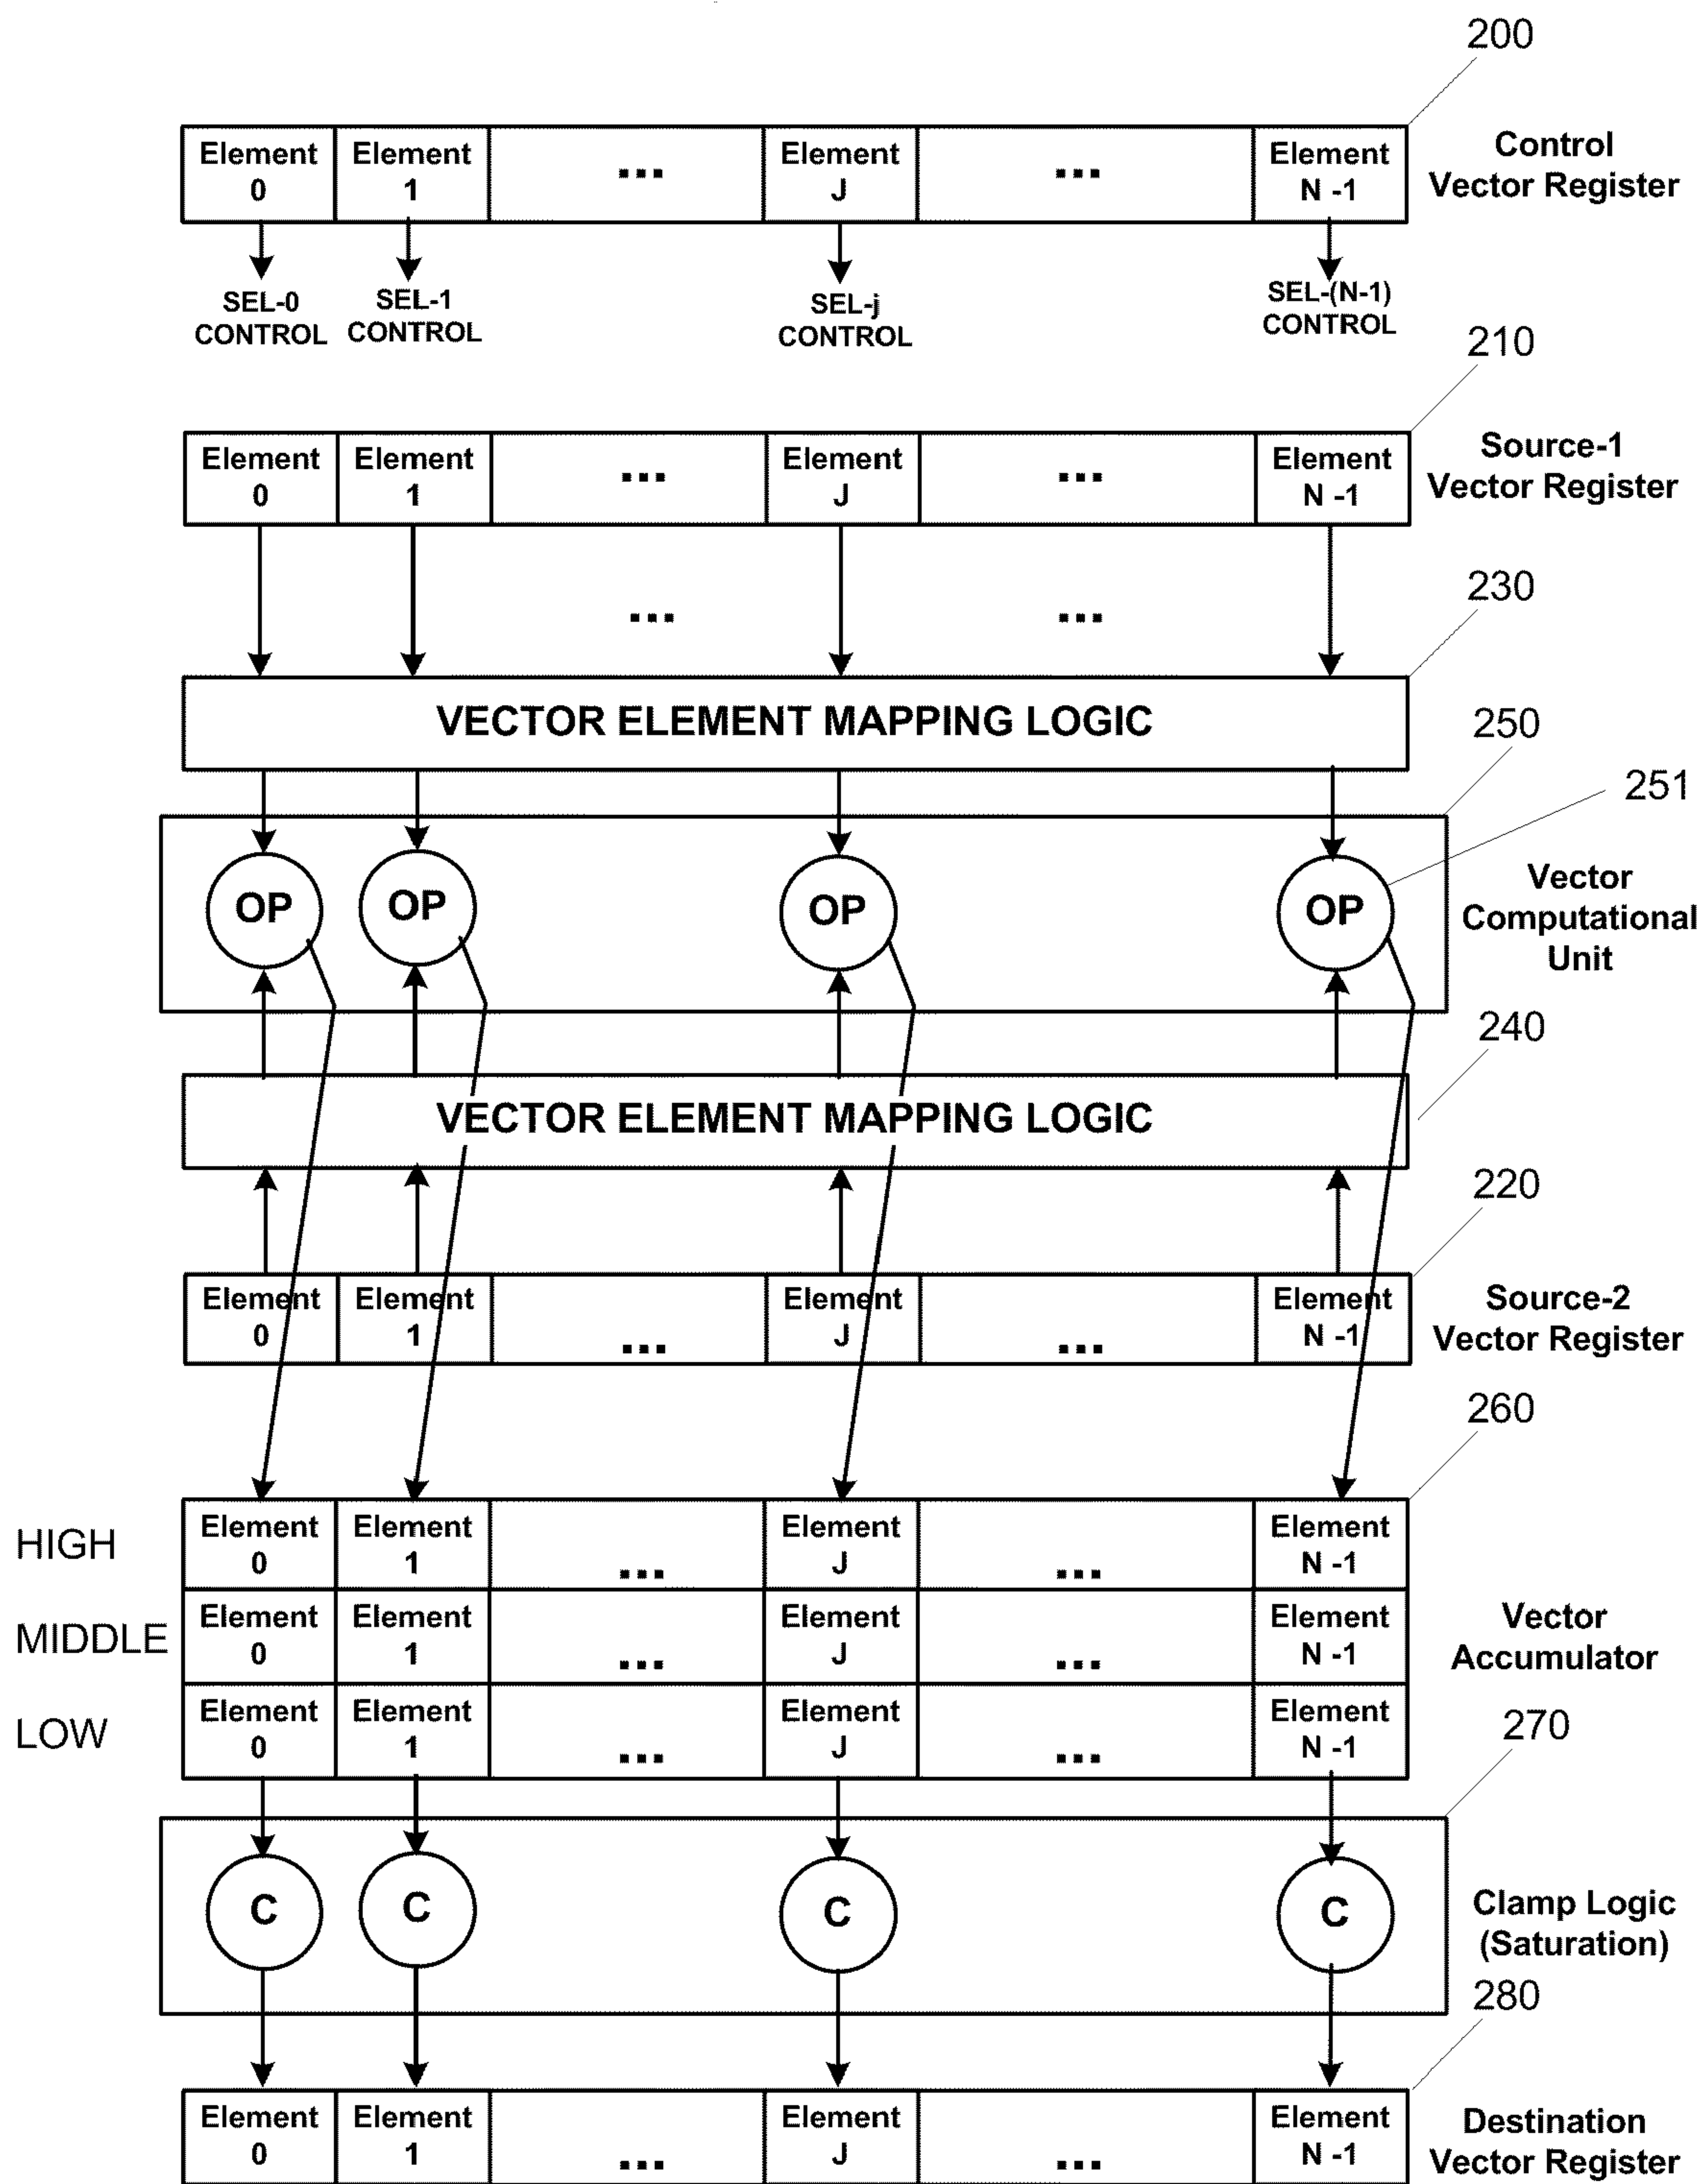 200
Element 0 Element 1 ... Element J ... Element N -1
Control Vector Register
SEL-0 CONTROL SEL-1 CONTROL SEL-j CONTROL SEL-(N-1) CONTROL
210
Element 0 Element 1 ... Element J ... Element N -1
Source-1 Vector Register
... ...
230
VECTOR ELEMENT MAPPING LOGIC
250
251
OP OP OP OP
Vector Computational Unit
240
VECTOR ELEMENT MAPPING LOGIC
220
Element 0 Element 1 ... Element J ... Element N -1
Source-2 Vector Register
260
HIGH Element 0 Element 1 ... Element J ... Element N -1
MIDDLE Element 0 Element 1 ... Element J ... Element N -1
Vector Accumulator
LOW Element 0 Element 1 ... Element J ... Element N -1
270
C C C C
Clamp Logic (Saturation)
280
Element 0 Element 1 ... Element J ... Element N -1
Destination Vector Register